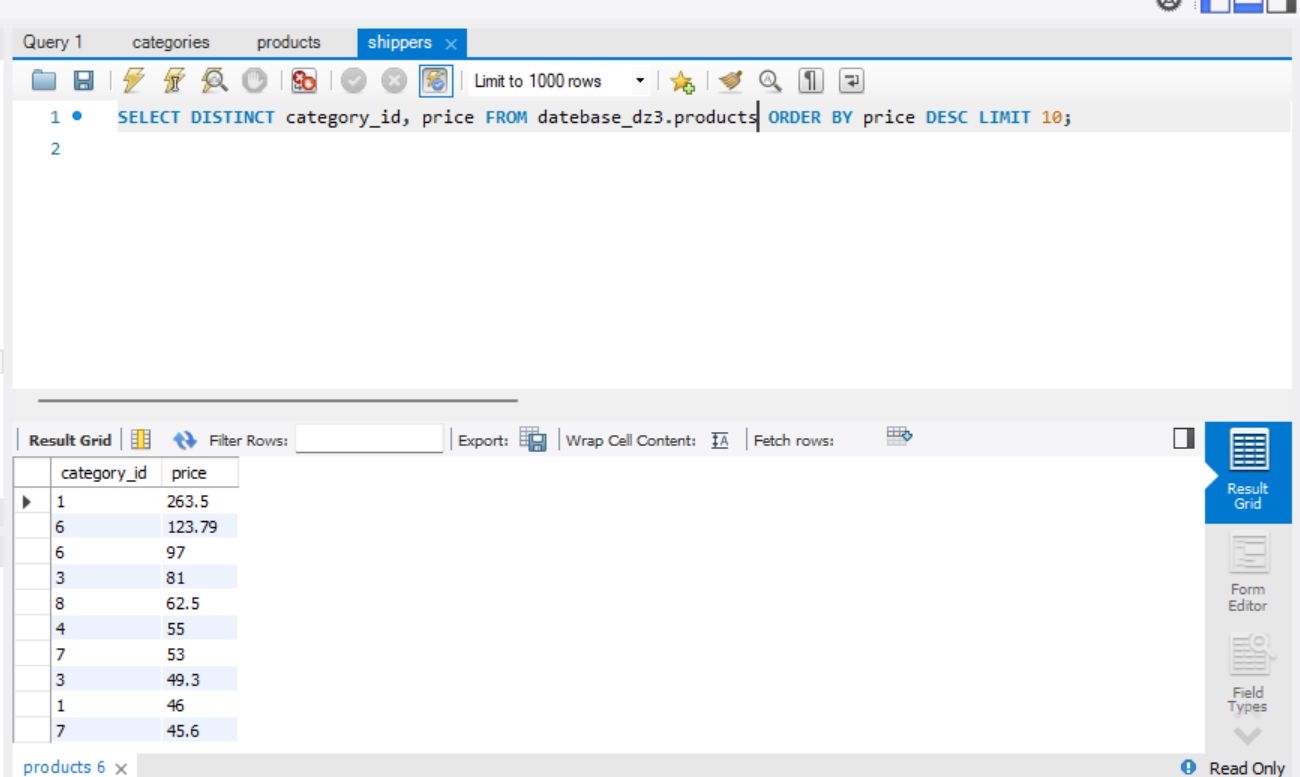 Query 1 categories products shippers ×
Limit to 1000 rows
1 SELECT DISTINCT category_id, price FROM datebase_dz3.products ORDER BY price DESC LIMIT 10;
2
Result Grid Filter Rows: Export: Wrap Cell Content: IA Fetch rows:
category_id price
1 263.5
6 123.79
6 97
3 81
8 62.5
4 55
7 53
3 49.3
1 46
7 45.6
Result
Grid
Form
Editor
Field
Types
products 6 ×
Read Only